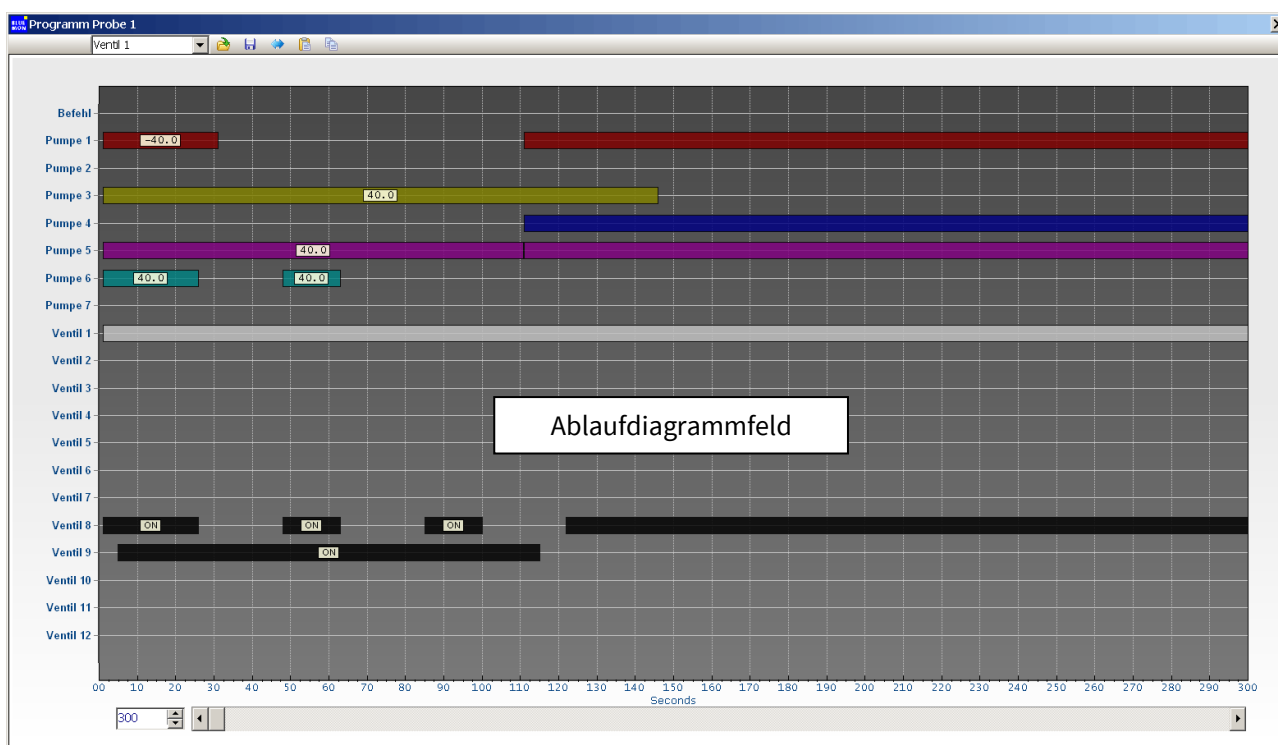 BLUE MOON Programm Probe 1
Ventil 1
Befehl
Pumpe 1 -40.0
Pumpe 2
Pumpe 3 40.0
Pumpe 4
Pumpe 5 40.0
Pumpe 6 40.0 40.0
Pumpe 7
Ventil 1
Ventil 2
Ventil 3
Ventil 4
Ablaufdiagrammfeld
Ventil 5
Ventil 6
Ventil 7
Ventil 8 ON ON ON
Ventil 9 ON
Ventil 10
Ventil 11
Ventil 12
00 10 20 30 40 50 60 70 80 90 100 110 120 130 140 150 160 170 180 190 200 210 220 230 240 250 260 270 280 290 300
Seconds
300